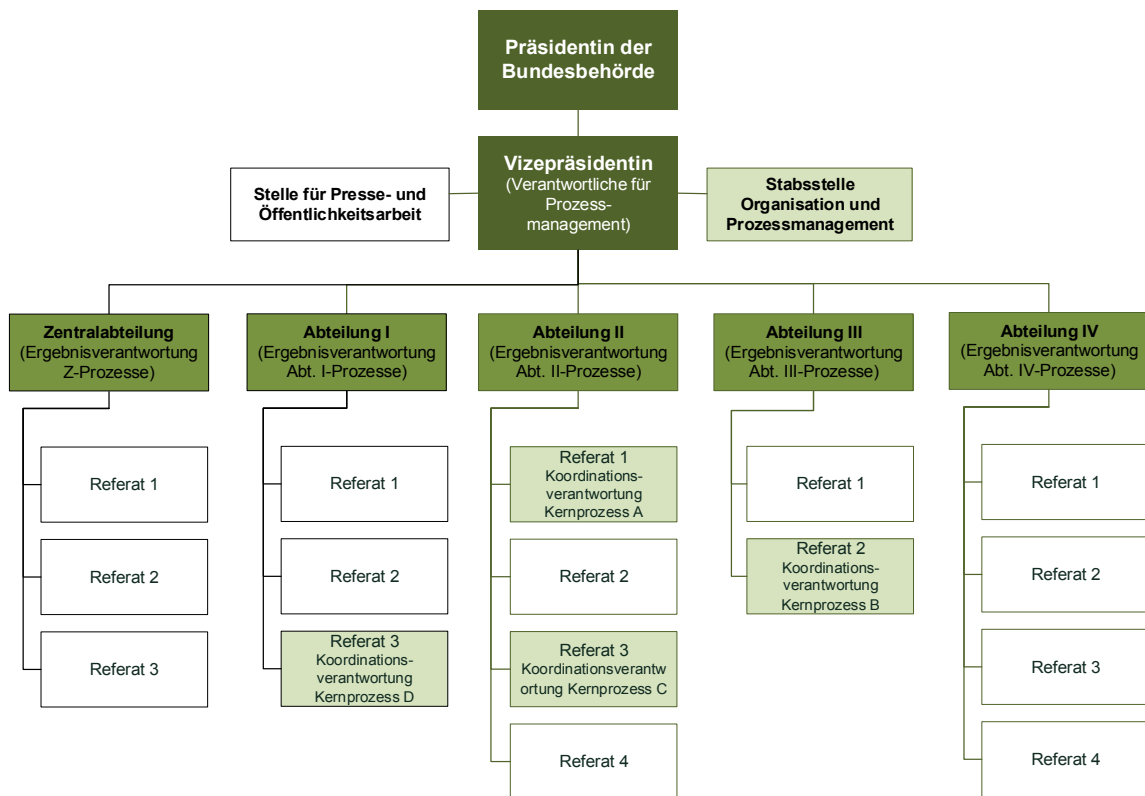 Präsidentin der
Bundesbehörde
Vizepräsidentin
(Verantwortliche für
Prozess-
management)
Stelle für Presse- und
Öffentlichkeitsarbeit
Stabsstelle
Organisation und
Prozessmanagement
Zentralabteilung
(Ergebnisverantwortung
Z-Prozesse)
Abteilung I
(Ergebnisverantwortung
Abt. I-Prozesse)
Abteilung II
(Ergebnisverantwortung
Abt. II-Prozesse)
Abteilung III
(Ergebnisverantwortung
Abt. III-Prozesse)
Abteilung IV
(Ergebnisverantwortung
Abt. IV-Prozesse)
Referat 1
Referat 2
Referat 3
Referat 1
Referat 2
Referat 3
Koordinations-
verantwortung
Kernprozess D
Referat 1
Koordinations-
verantwortung
Kernprozess A
Referat 2
Referat 3
Koordinationsverantw
ortung Kernprozess C
Referat 4
Referat 1
Referat 2
Koordinations-
verantwortung
Kernprozess B
Referat 1
Referat 2
Referat 3
Referat 4